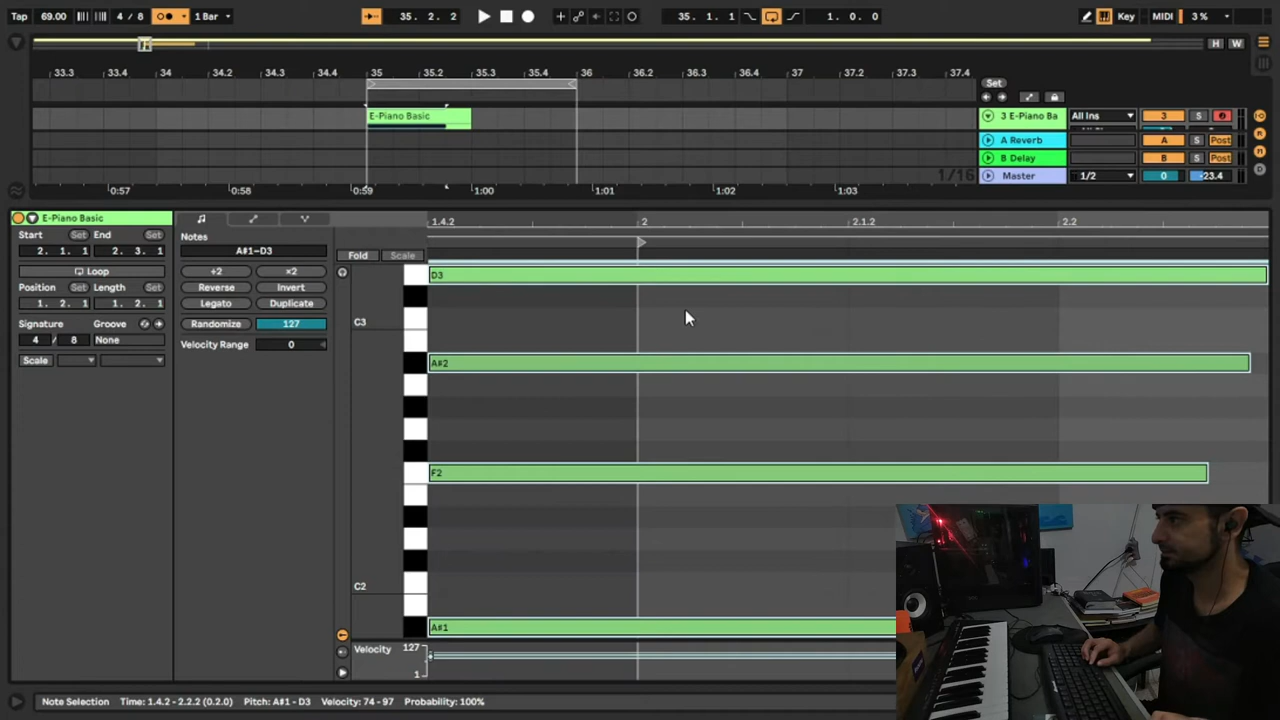 Tap 69.00 4 / 8 1 Bar 35. 2. 2 35. 1. 1 1. 0. 0 Key MIDI 3 %
H W
33.3 33.4 34 34.2 34.3 34.4 35 35.2 35.3 35.4 36 36.2 36.3 36.4 37 37.2 37.3 37.4 Set
E-Piano Basic 3 E-Piano Ba All Ins 3 S
A Reverb A S Post
B Delay B S Post
1/16 Master 1/2 0 -23.4
0:57 0:58 0:59 1:00 1:01 1:02 1:03
E-Piano Basic
Start Set End Set
2. 1. 1 2. 3. 1
Loop
Position Set Length Set
1. 2. 1 1. 2. 1
Signature Groove
4 / 8 None
Scale
Notes
A#1-D3
÷2 ×2
Reverse Invert
Legato Duplicate
Randomize 127
Velocity Range 0
1.4.2 2 2.1.2 2.2
Fold Scale
D3
C3
A#2
F2
C2
A#1
Velocity 127
1
Note Selection Time: 1.4.2 - 2.2.2 (0.2.0) Pitch: A#1 - D3 Velocity: 74 - 97 Probability: 100%